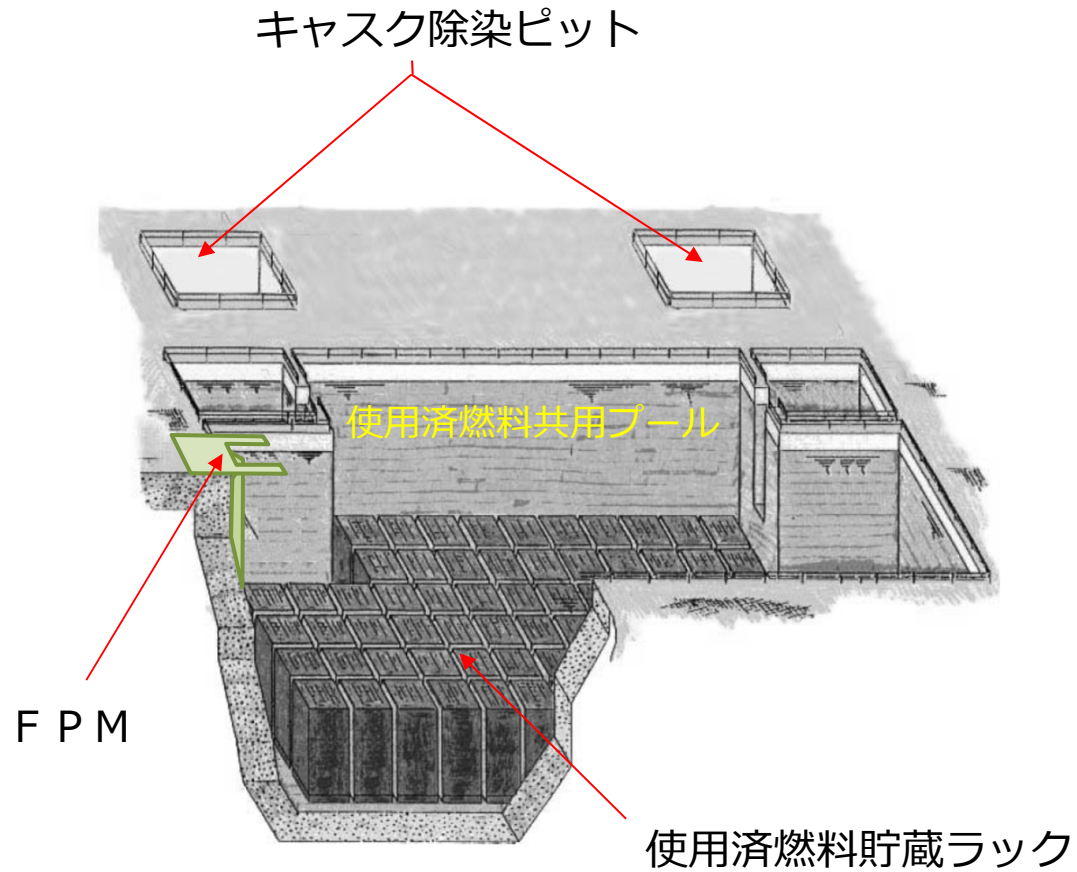 キャスク除染ピット
使用済燃料共用プール
ＦＰＭ
使用済燃料貯蔵ラック